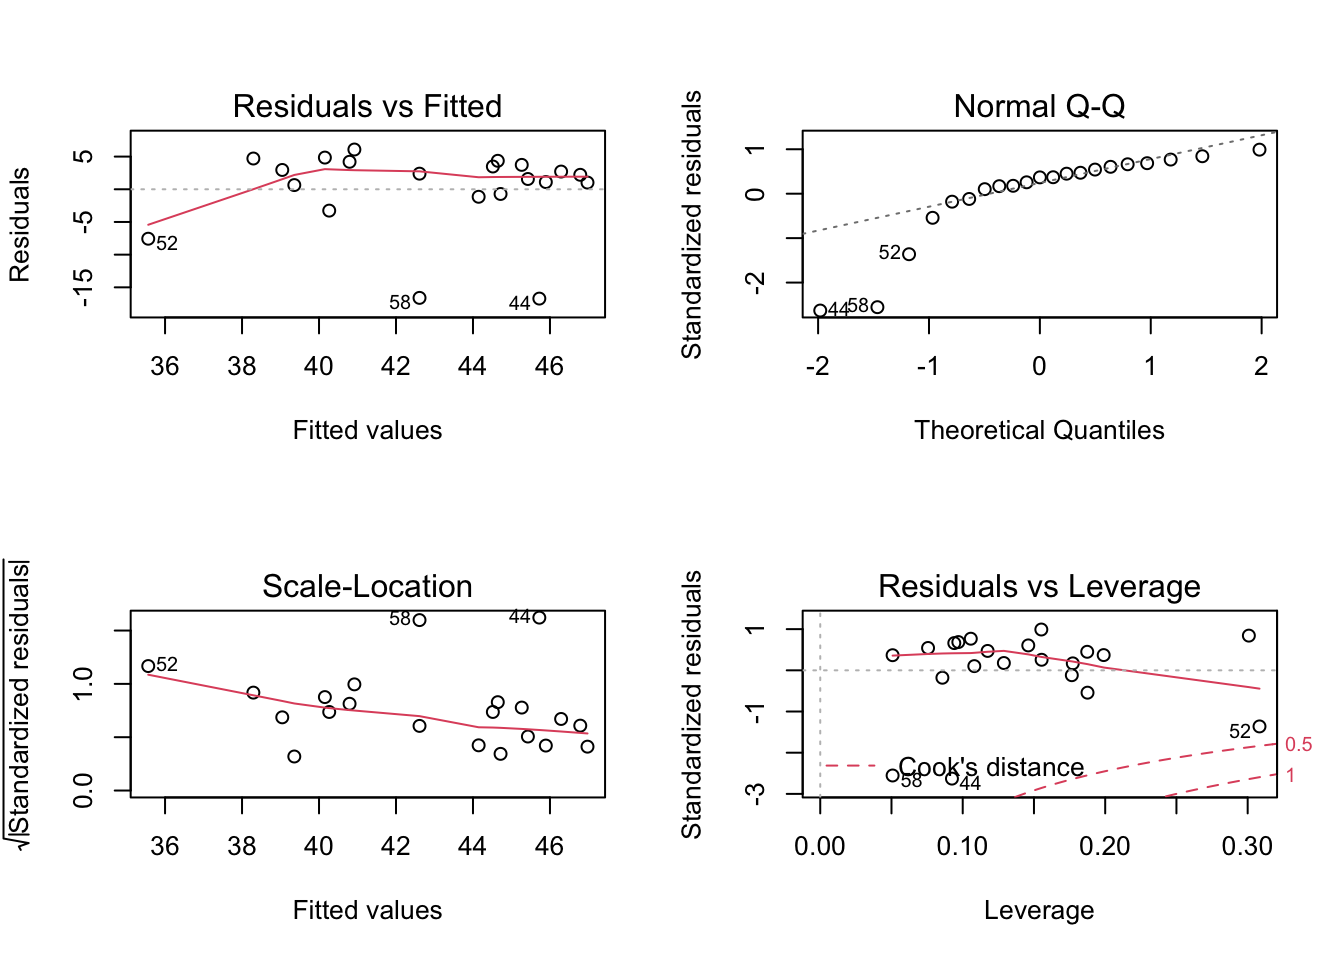 Residuals vs Fitted
Residuals
5
-5
-15
52
58
44
36 38 40 42 44 46
Fitted values
Normal Q-Q
Standardized residuals
1
0
-2
52
44
58
-2 -1 0 1 2
Theoretical Quantiles
Scale-Location
√|Standardized residuals|
1.0
0.0
52
58
44
36 38 40 42 44 46
Fitted values
Residuals vs Leverage
Standardized residuals
1
-1
-3
52
0.5
1
Cook's distance
58
44
0.00 0.10 0.20 0.30
Leverage